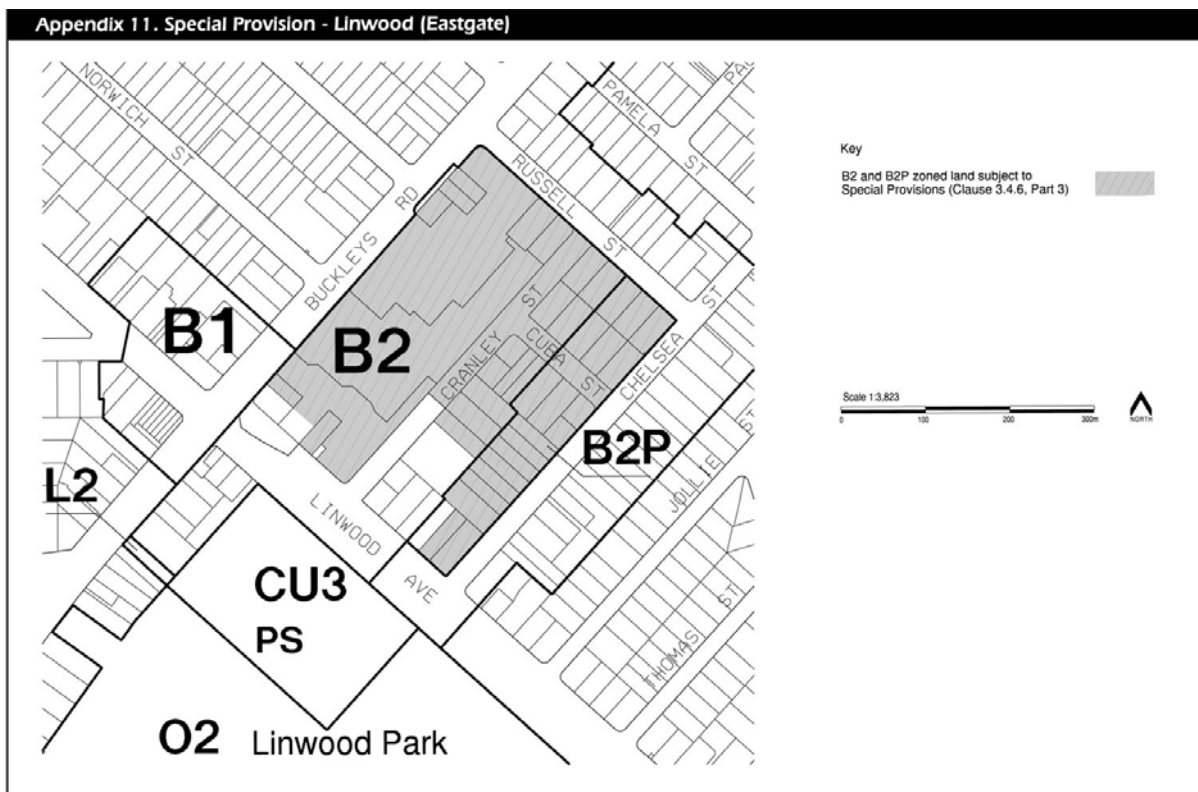 Appendix 11. Special Provision - Linwood (Eastgate)
NORWICH ST
PAMELA ST
RUSSELL ST
BUCKLEYS RD
B1
B2
CRANLEY ST
CUBA ST
CHELSEA ST
B2P
JOLLIE ST
L2
LINWOOD AVE
CU3
PS
THOMAS ST
O2 Linwood Park
Key
B2 and B2P zoned land subject to
Special Provisions (Clause 3.4.6, Part 3)
Scale 1:3,823
0 100 200 300m
NORTH